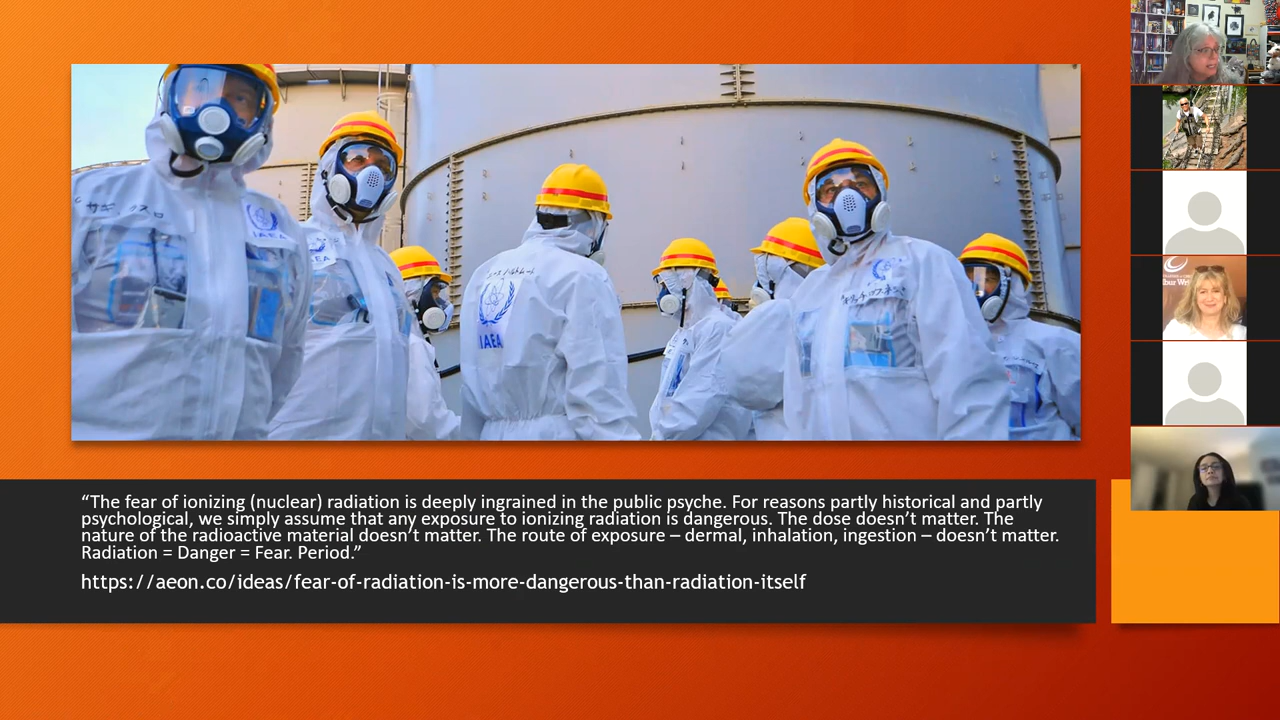 IAEA
IAEA
IAEA
“The fear of ionizing (nuclear) radiation is deeply ingrained in the public psyche. For reasons partly historical and partly
psychological, we simply assume that any exposure to ionizing radiation is dangerous. The dose doesn’t matter. The
nature of the radioactive material doesn’t matter. The route of exposure – dermal, inhalation, ingestion – doesn’t matter.
Radiation = Danger = Fear. Period.”
https://aeon.co/ideas/fear-of-radiation-is-more-dangerous-than-radiation-itself